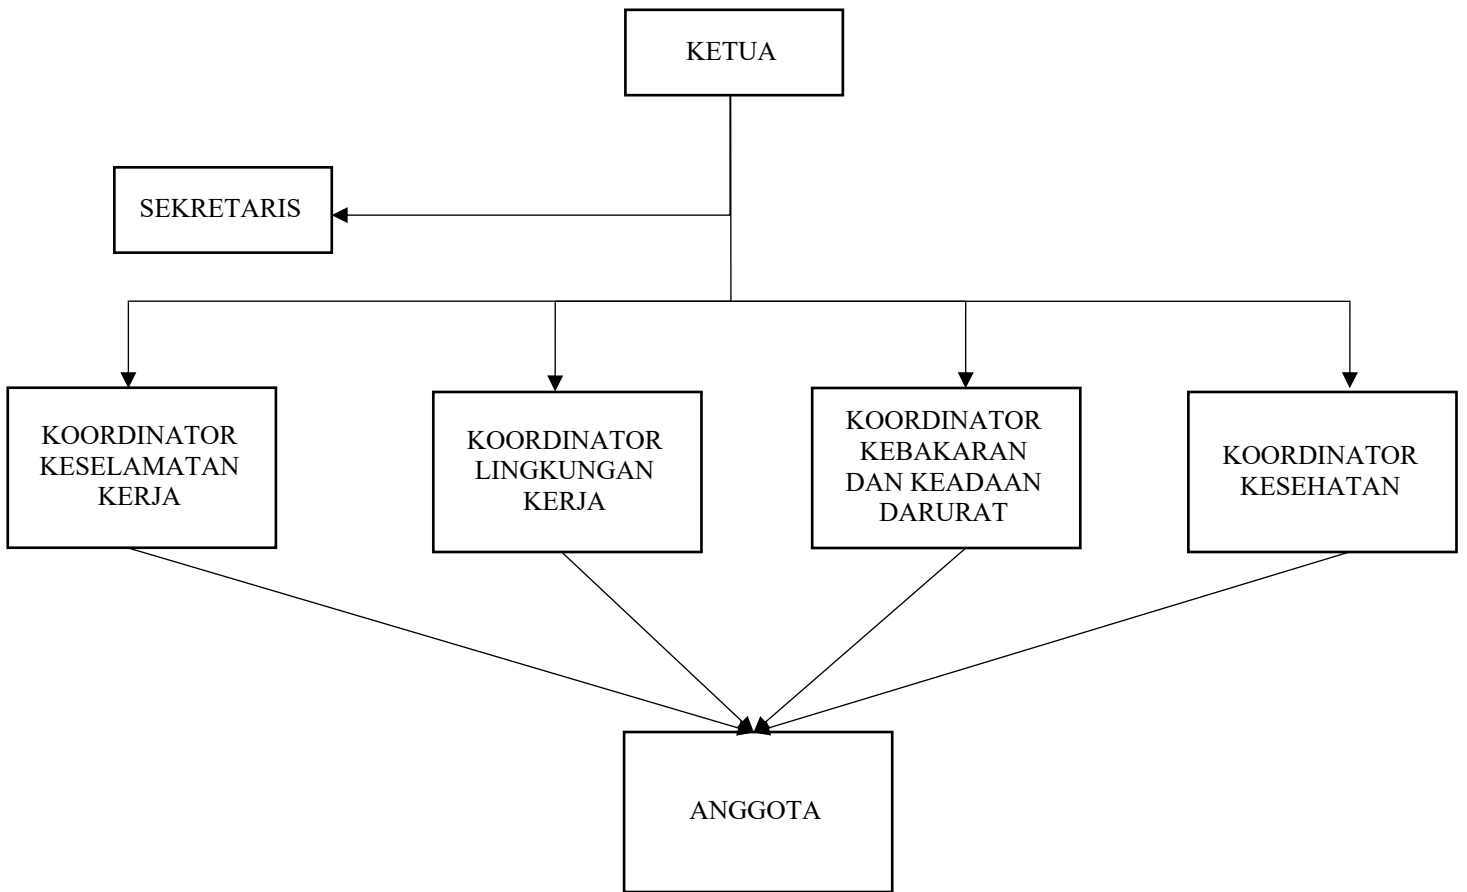 KETUA
SEKRETARIS
KOORDINATOR
KESELAMATAN
KERJA
KOORDINATOR
LINGKUNGAN
KERJA
KOORDINATOR
KEBAKARAN
DAN KEADAAN
DARURAT
KOORDINATOR
KESEHATAN
ANGGOTA